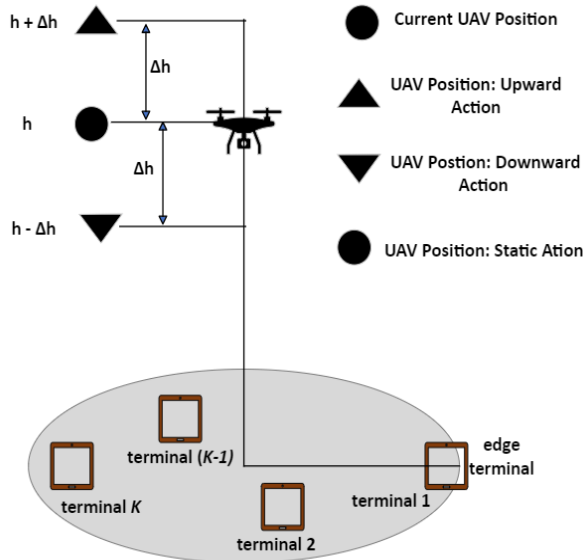 h + Δh
Δh
h
Δh
h - Δh
Current UAV Position
UAV Position: Upward
Action
UAV Postion: Downward
Action
UAV Position: Static Ation
terminal (K-1)
edge
terminal
terminal K
terminal 1
terminal 2